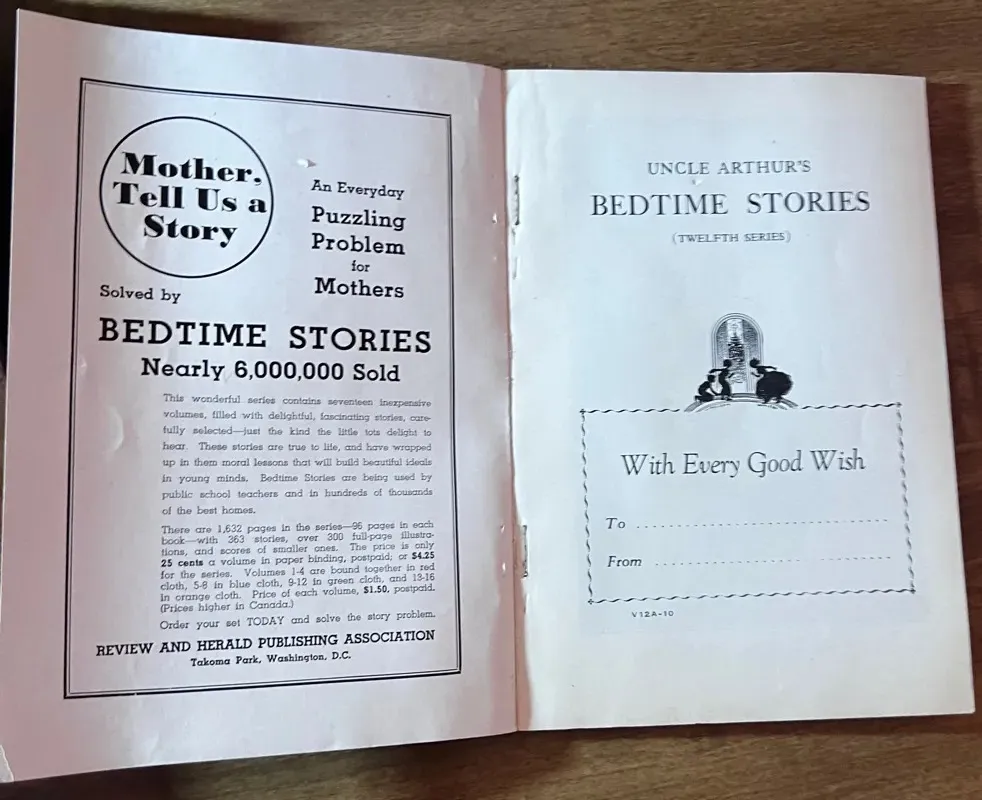 Mother,
Tell Us a
Story
An Everyday
Puzzling
Problem
for
Mothers
Solved by
BEDTIME STORIES
Nearly 6,000,000 Sold
This wonderful series contains seventeen inexpensive
volumes, filled with delightful, fascinating stories, care-
fully selected—just the kind the little tots delight to
hear. These stories are true to life, and have wrapped
up in them moral lessons that will build beautiful ideals
in young minds. Bedtime Stories are being used by
public school teachers and in hundreds of thousands
of the best homes.
There are 1,632 pages in the series—96 pages in each
book—with 363 stories, over 300 full-page illustra-
tions, and scores of smaller ones. The price is only
25 cents a volume in paper binding, postpaid; or $4.25
for the series. Volumes 1-4 are bound together in red
cloth, 5-8 in blue cloth, 9-12 in green cloth, and 13-16
in orange cloth. Price of each volume, $1.50, postpaid.
(Prices higher in Canada.)
Order your set TODAY and solve the story problem.
REVIEW AND HERALD PUBLISHING ASSOCIATION
Takoma Park, Washington, D.C.
UNCLE ARTHUR'S
BEDTIME STORIES
(TWELFTH SERIES)
With Every Good Wish
To
From
V12A-10